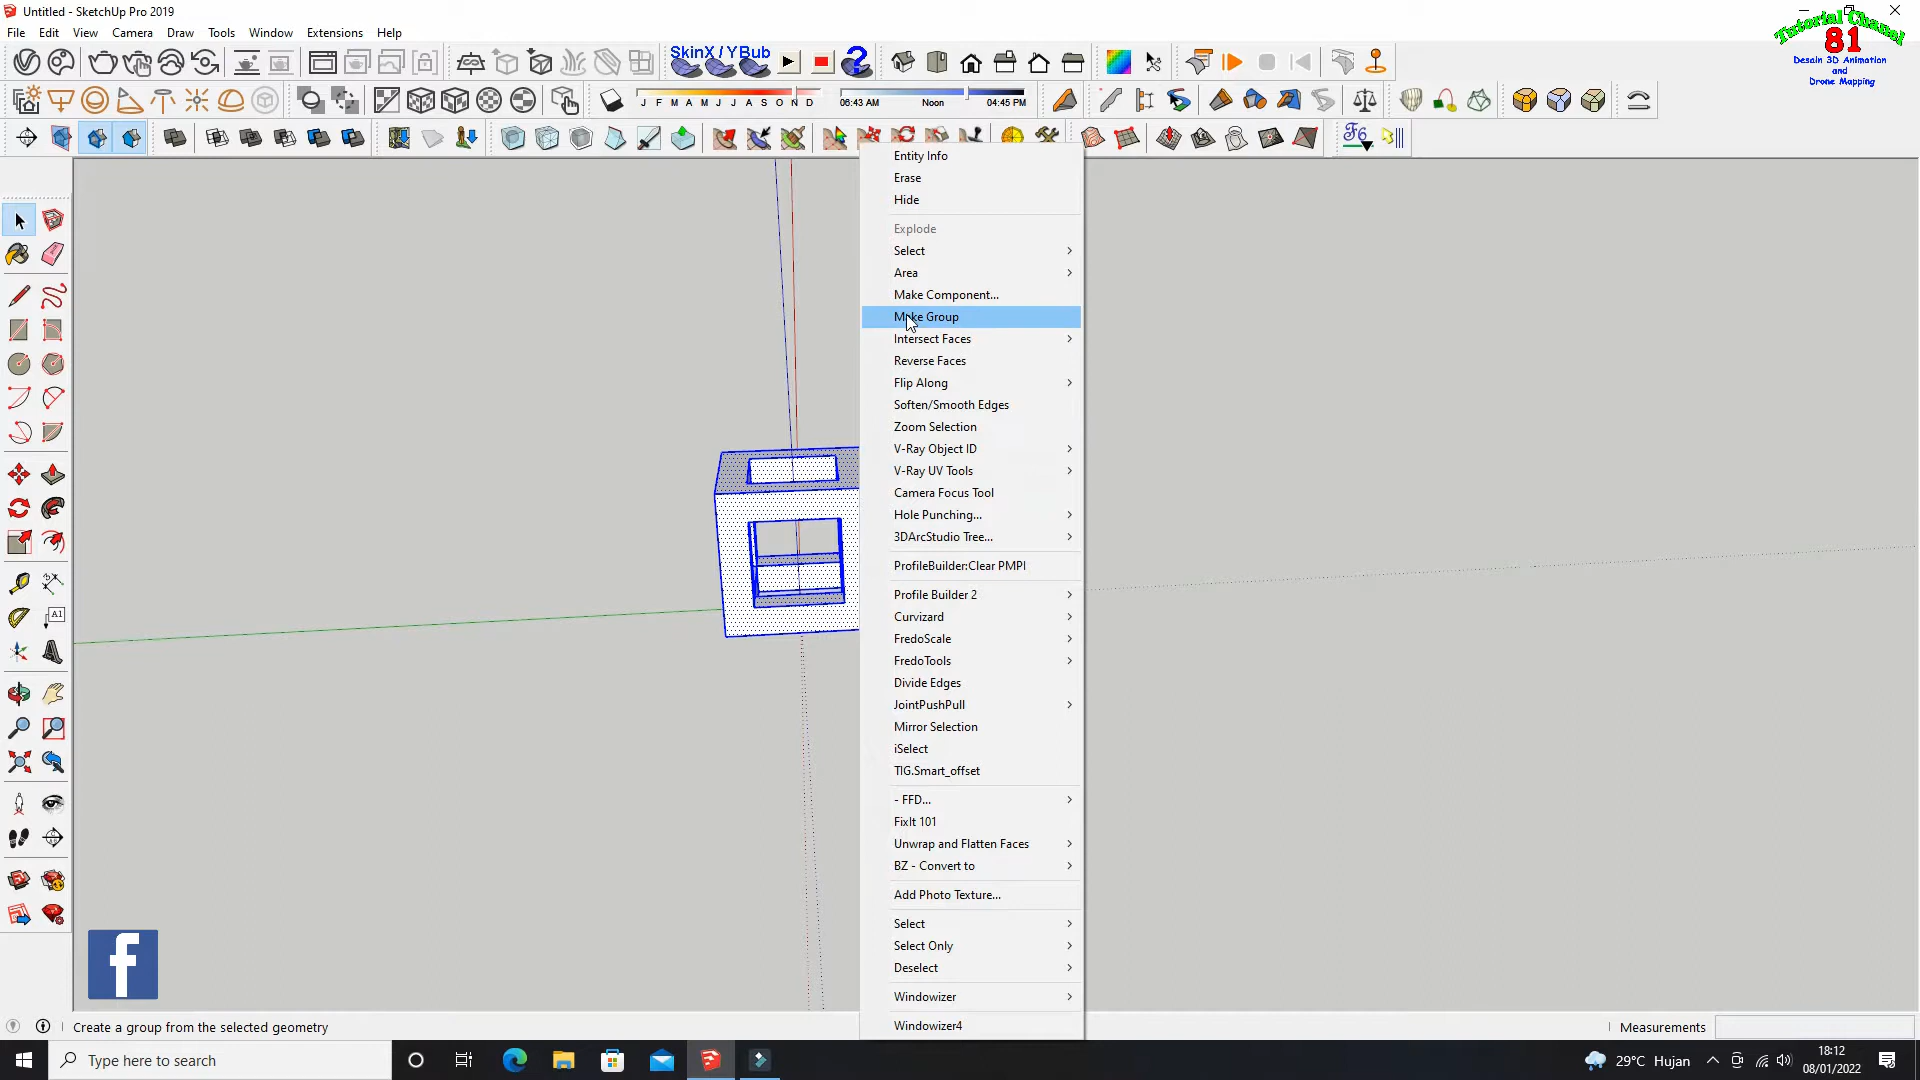 Untitled - SketchUp Pro 2019
File Edit View Camera Draw Tools Window Extensions Help
Tutorial Chanel
81
Desain 3D Animation
and
Drone Mapping
SkinX / YBub
J F M A M J J A S O N D
06:43 AM Noon 04:45 PM
F6
Entity Info
Erase
Hide
Explode
Select
Area
Make Component...
Make Group
Intersect Faces
Reverse Faces
Flip Along
Soften/Smooth Edges
Zoom Selection
V-Ray Object ID
V-Ray UV Tools
Camera Focus Tool
Hole Punching...
3DArcStudio Tree...
ProfileBuilder:Clear PMPI
Profile Builder 2
Curvizard
FredoScale
FredoTools
Divide Edges
JointPushPull
Mirror Selection
iSelect
TIG.Smart_offset
- FFD...
FixIt 101
Unwrap and Flatten Faces
BZ - Convert to
Add Photo Texture...
Select
Select Only
Deselect
Windowizer
Windowizer4
A1
f
Create a group from the selected geometry
Measurements
Type here to search
29°C Hujan
18:12
08/01/2022